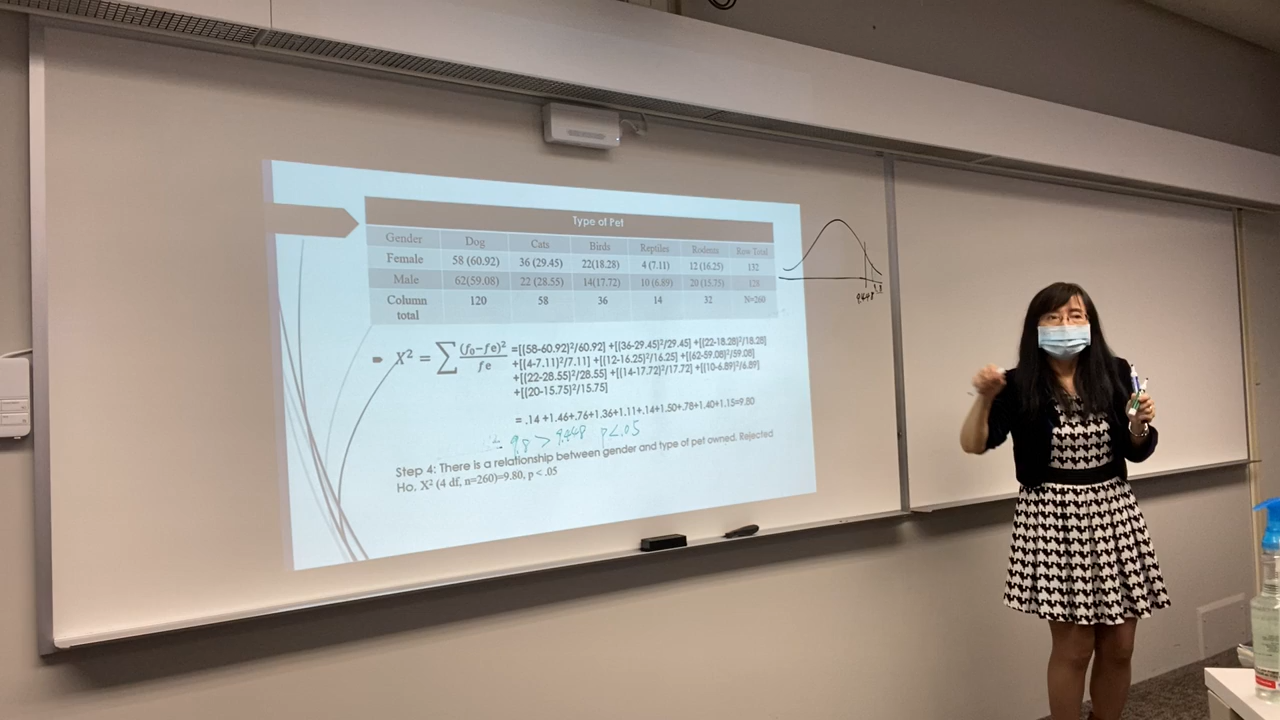 Type of Pet
Gender Dog Cats Birds Reptiles Rodents Row Total
Female 58 (60.92) 36 (29.45) 22(18.28) 4 (7.11) 12 (16.25) 132
Male 62(59.08) 22 (28.55) 14(17.72) 10 (6.89) 20 (15.75) 128
Column total 120 58 36 14 32 N=260
X² = ∑ (f₀−fe)² / fe =[(58-60.92)²/60.92] +[(36-29.45)²/29.45] +[(22-18.28)²/18.28]
+[(4-7.11)²/7.11] +[(12-16.25)²/16.25] +[(62-59.08)²/59.08]
+[(22-28.55)²/28.55] +[(14-17.72)²/17.72] +[(10-6.89)²/6.89]
+[(20-15.75)²/15.75]
= .14 +1.46+.76+1.36+1.11+.14+1.50+.78+1.40+1.15=9.80
9.8 > 9.448 p<.05
Step 4: There is a relationship between gender and type of pet owned. Rejected
Ho. X² (4 df, n=260)=9.80, p < .05
9.448